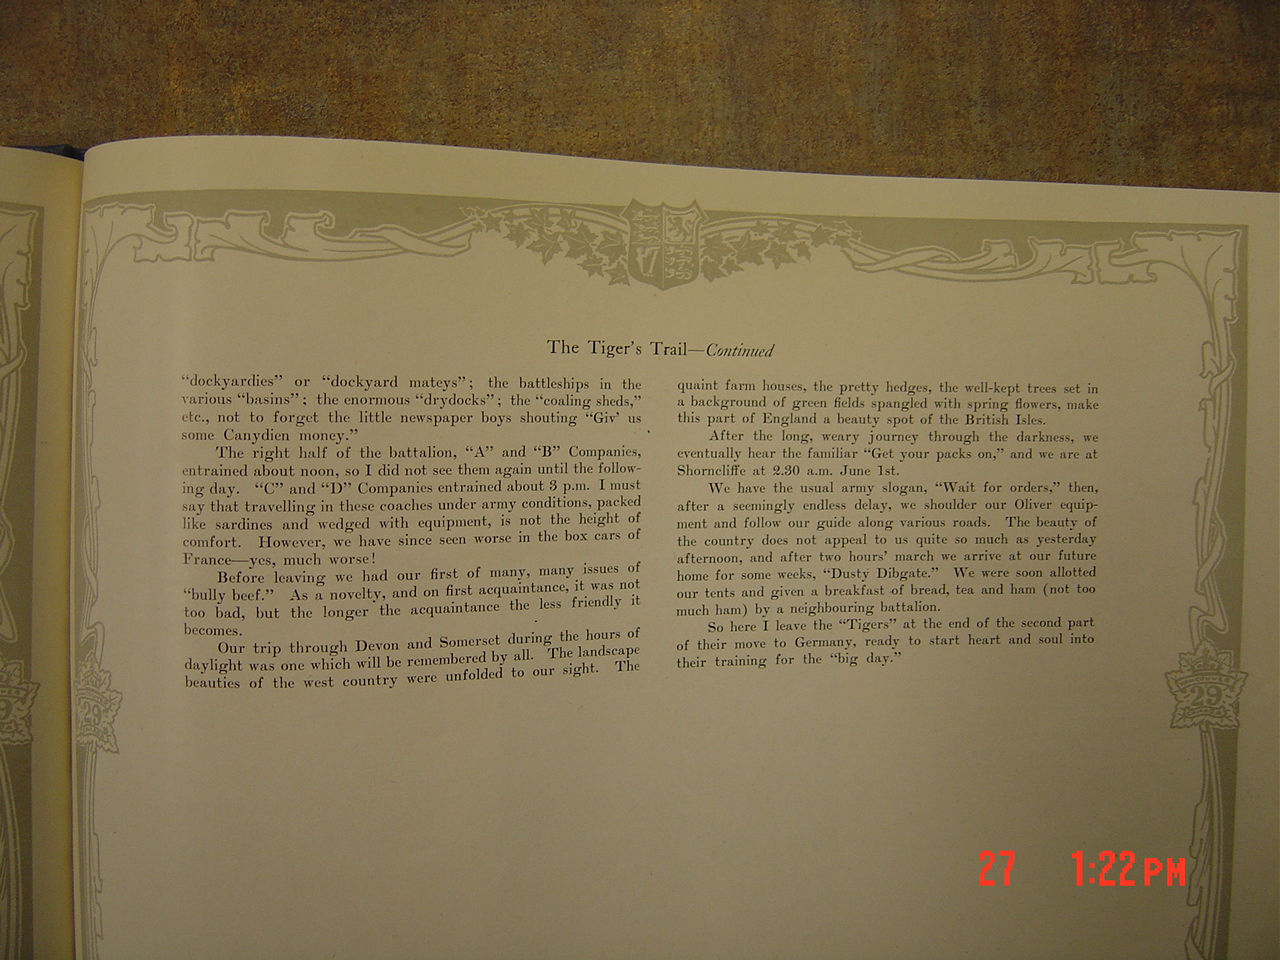 The Tiger's Trail—Continued
"dockyardies" or "dockyard mateys"; the battleships in the
various "basins"; the enormous "drydocks"; the "coaling sheds,"
etc., not to forget the little newspaper boys shouting "Giv' us
some Canydien money."
The right half of the battalion, "A" and "B" Companies,
entrained about noon, so I did not see them again until the follow-
ing day. "C" and "D" Companies entrained about 3 p.m. I must
say that travelling in these coaches under army conditions, packed
like sardines and wedged with equipment, is not the height of
comfort. However, we have since seen worse in the box cars of
France—yes, much worse!
Before leaving we had our first of many, many issues of
"bully beef." As a novelty, and on first acquaintance, it was not
too bad, but the longer the acquaintance the less friendly it
becomes.
Our trip through Devon and Somerset during the hours of
daylight was one which will be remembered by all. The landscape
beauties of the west country were unfolded to our sight. The
quaint farm houses, the pretty hedges, the well-kept trees set in
a background of green fields spangled with spring flowers, make
this part of England a beauty spot of the British Isles.
After the long, weary journey through the darkness, we
eventually hear the familiar "Get your packs on," and we are at
Shorncliffe at 2.30 a.m. June 1st.
We have the usual army slogan, "Wait for orders," then,
after a seemingly endless delay, we shoulder our Oliver equip-
ment and follow our guide along various roads. The beauty of
the country does not appeal to us quite so much as yesterday
afternoon, and after two hours' march we arrive at our future
home for some weeks, "Dusty Dibgate." We were soon allotted
our tents and given a breakfast of bread, tea and ham (not too
much ham) by a neighbouring battalion.
So here I leave the "Tigers" at the end of the second part
of their move to Germany, ready to start heart and soul into
their training for the "big day."
29
VANCOUVER
29
27 1:22 PM